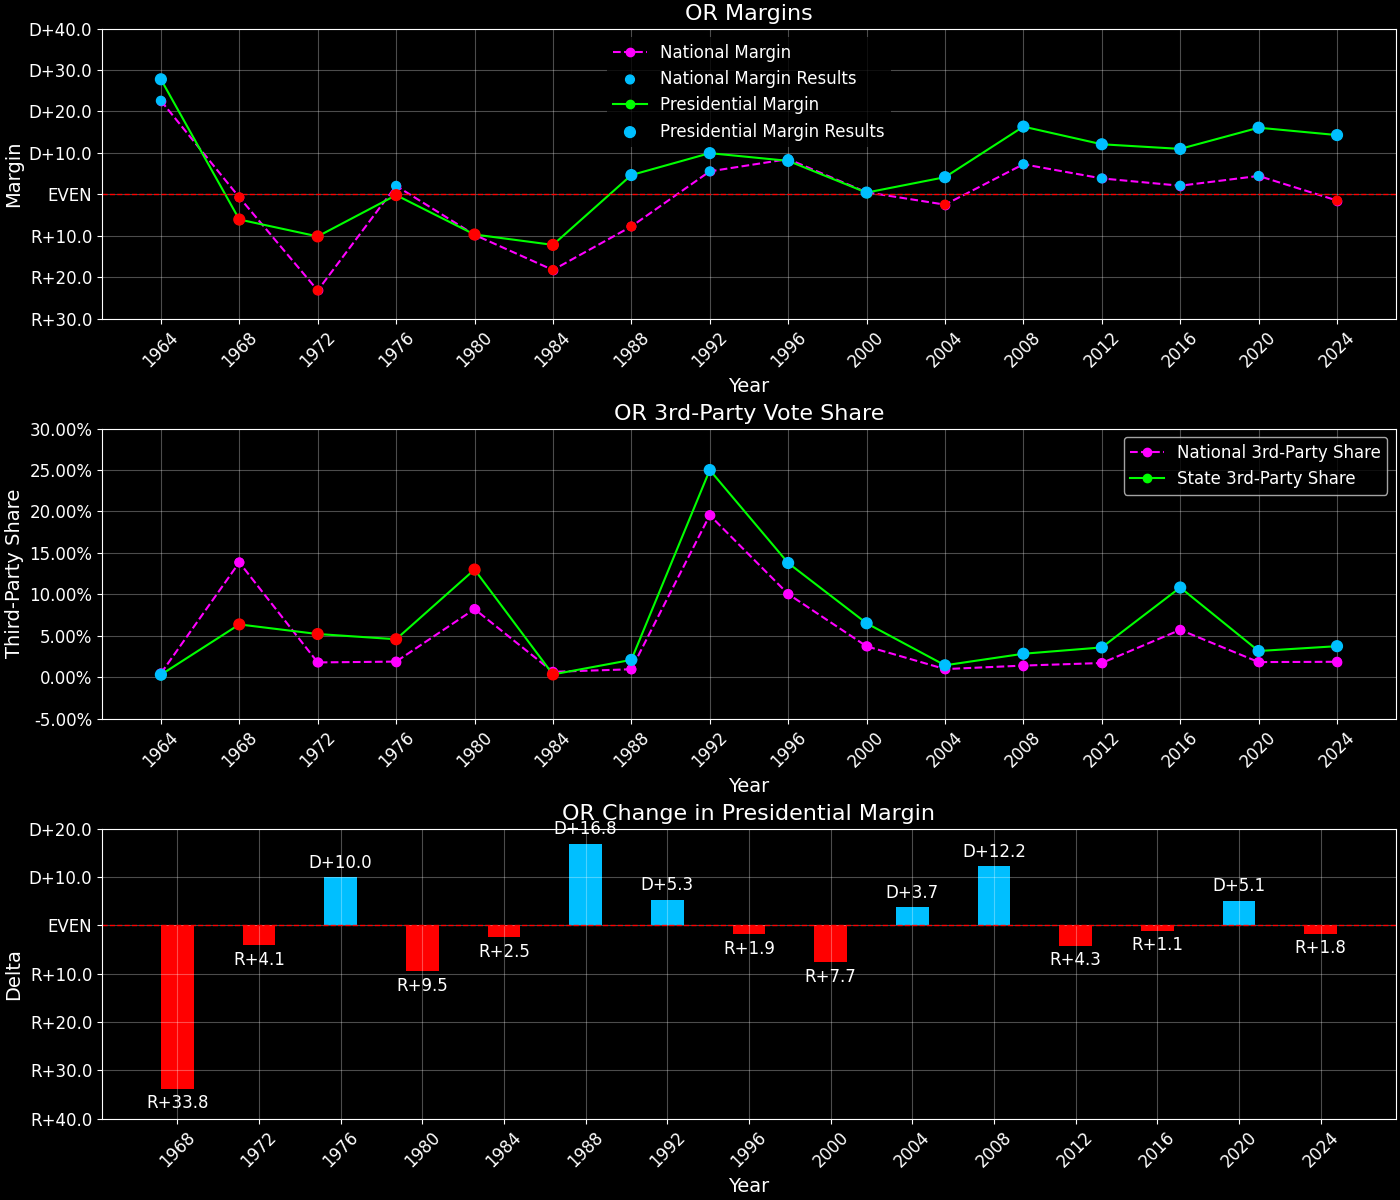 OR Margins
D+40.0
D+30.0
D+20.0
D+10.0
EVEN
R+10.0
R+20.0
R+30.0
Margin
National Margin
National Margin Results
Presidential Margin
Presidential Margin Results
1964 1968 1972 1976 1980 1984 1988 1992 1996 2000 2004 2008 2012 2016 2020 2024
Year
OR 3rd-Party Vote Share
30.00%
25.00%
20.00%
15.00%
10.00%
5.00%
0.00%
-5.00%
Third-Party Share
National 3rd-Party Share
State 3rd-Party Share
1964 1968 1972 1976 1980 1984 1988 1992 1996 2000 2004 2008 2012 2016 2020 2024
Year
OR Change in Presidential Margin
D+20.0
D+10.0
EVEN
R+10.0
R+20.0
R+30.0
R+40.0
Delta
R+33.8
R+4.1
D+10.0
R+9.5
R+2.5
D+16.8
D+5.3
R+1.9
R+7.7
D+3.7
D+12.2
R+4.3
R+1.1
D+5.1
R+1.8
1968 1972 1976 1980 1984 1988 1992 1996 2000 2004 2008 2012 2016 2020 2024
Year